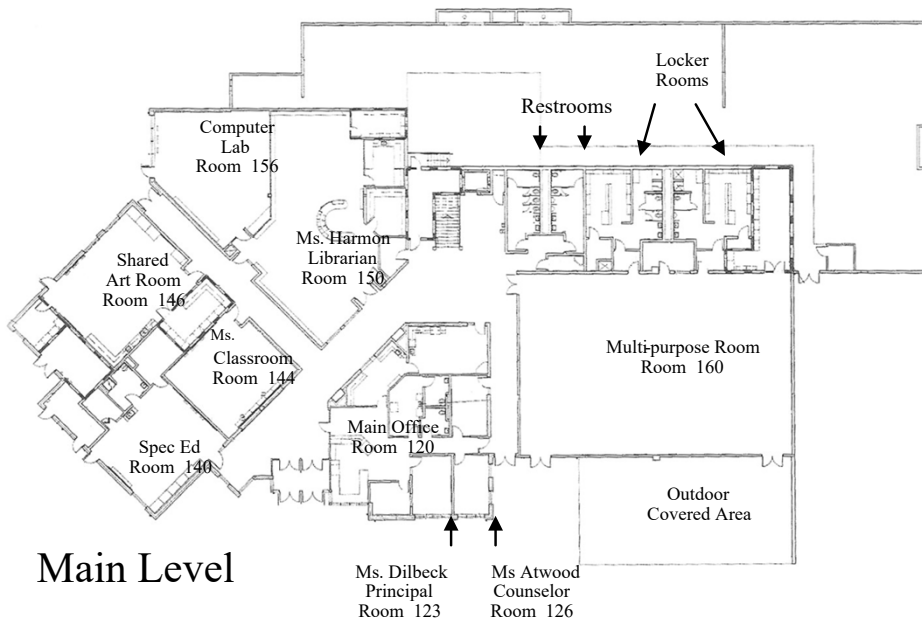 Locker
Rooms
Restrooms
Computer
Lab
Room 156
Ms. Harmon
Librarian
Room 150
Shared
Art Room
Room 146
Ms.
Classroom
Room 144
Multi-purpose Room
Room 160
Main Office
Room 120
Spec Ed
Room 140
Outdoor
Covered Area
Main Level
Ms. Dilbeck
Principal
Room 123
Ms Atwood
Counselor
Room 126